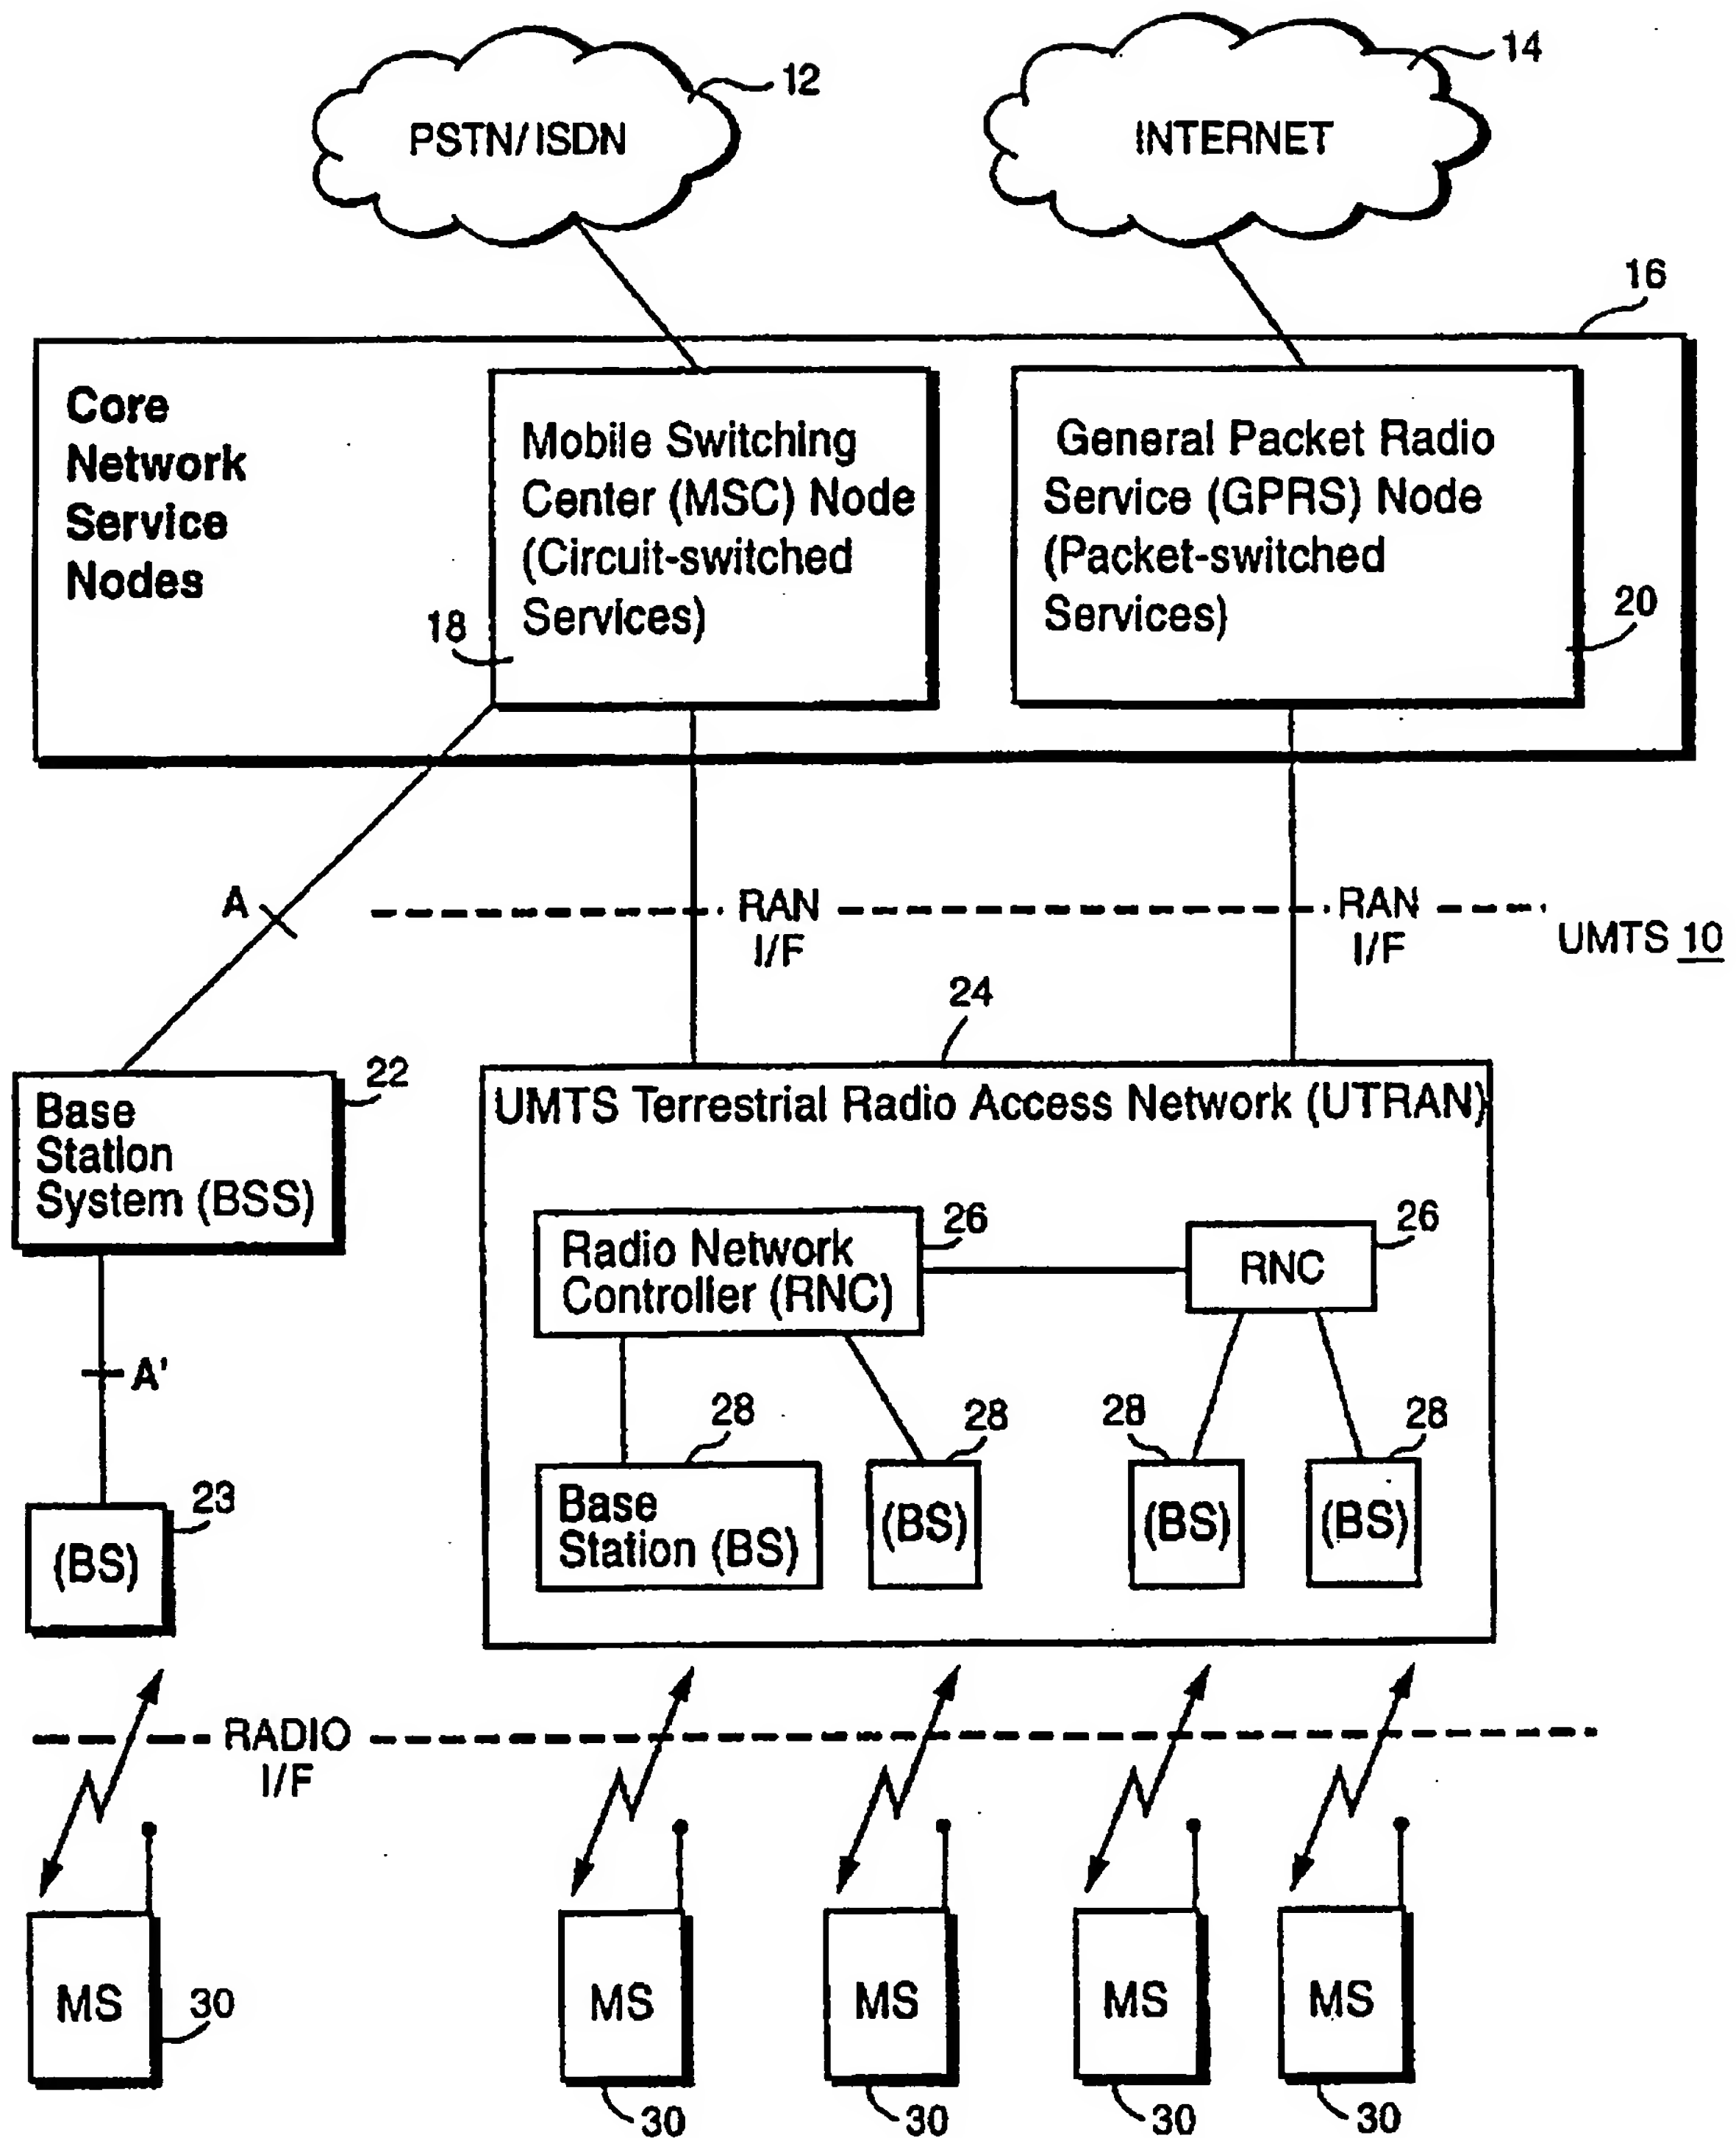 12
14
PSTN/ISDN
INTERNET
16
Core
Network
Service
Nodes
Mobile Switching
Center (MSC) Node
(Circuit-switched
Services)
18
General Packet Radio
Service (GPRS) Node
(Packet-switched
Services)
20
A
RAN
I/F
RAN
I/F
UMTS 10
24
22
Base
Station
System (BSS)
UMTS Terrestrial Radio Access Network (UTRAN)
26
Radio Network
Controller (RNC)
26
RNC
A'
28
28
28
28
23
(BS)
Base
Station (BS)
(BS)
(BS)
(BS)
RADIO
I/F
MS
30
MS
MS
MS
MS
30
30
30
30